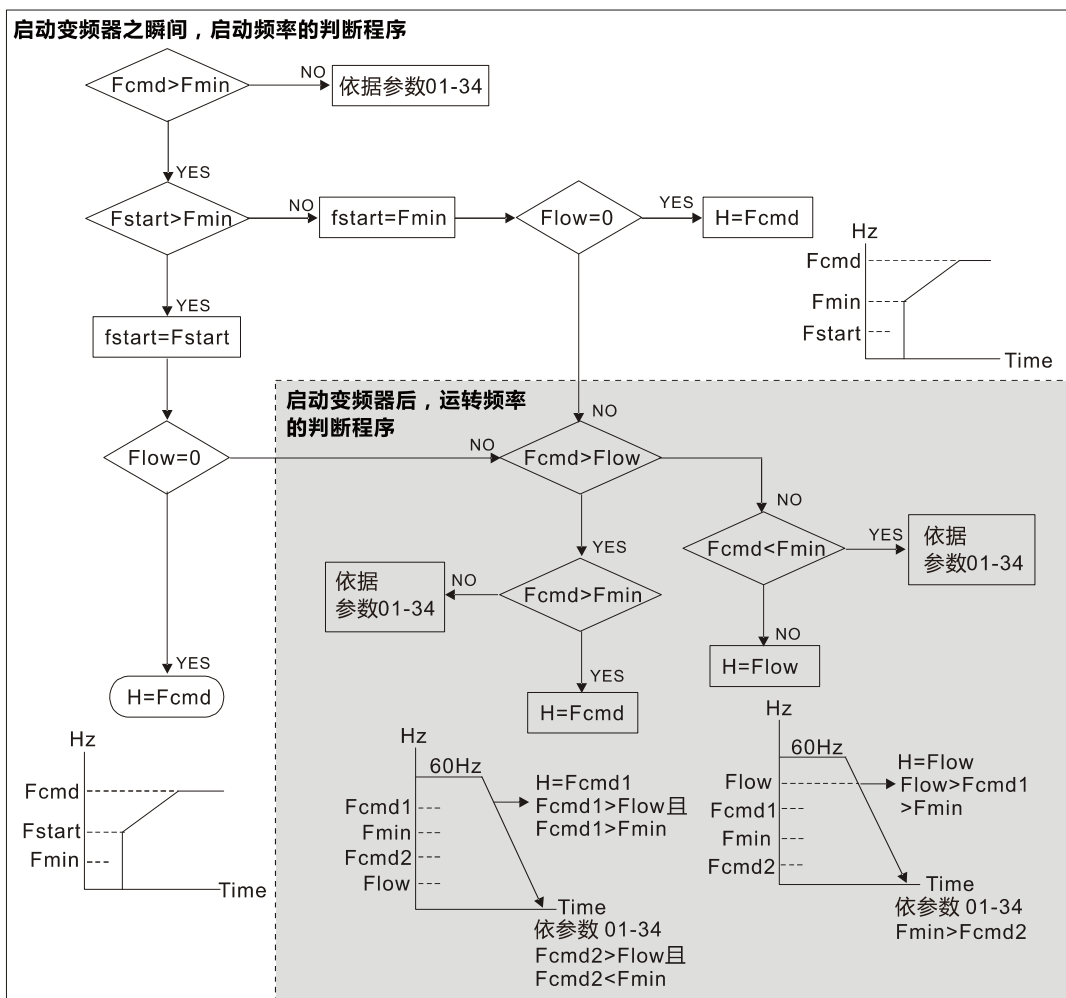 启动变频器之瞬间，启动频率的判断程序
Fcmd>Fmin
NO
依据参数01-34
YES
Fstart>Fmin
NO
fstart=Fmin
Flow=0
YES
H=Fcmd
Hz
Fcmd
Fmin
Fstart
Time
YES
fstart=Fstart
启动变频器后，运转频率
的判断程序
NO
Flow=0
NO
Fcmd>Flow
NO
YES
Fcmd<Fmin
YES
依据
参数01-34
依据
参数01-34
NO
Fcmd>Fmin
NO
H=Flow
YES
H=Fcmd
YES
H=Fcmd
Hz
Fcmd
Fstart
Fmin
Time
Hz
60Hz
Fcmd1
Fmin
Fcmd2
Flow
H=Fcmd1
Fcmd1>Flow且
Fcmd1>Fmin
Time
依参数 01-34
Fcmd2>Flow且
Fcmd2<Fmin
Hz
60Hz
Flow
Fcmd1
Fmin
Fcmd2
H=Flow
Flow>Fcmd1
>Fmin
Time
依参数 01-34
Fmin>Fcmd2